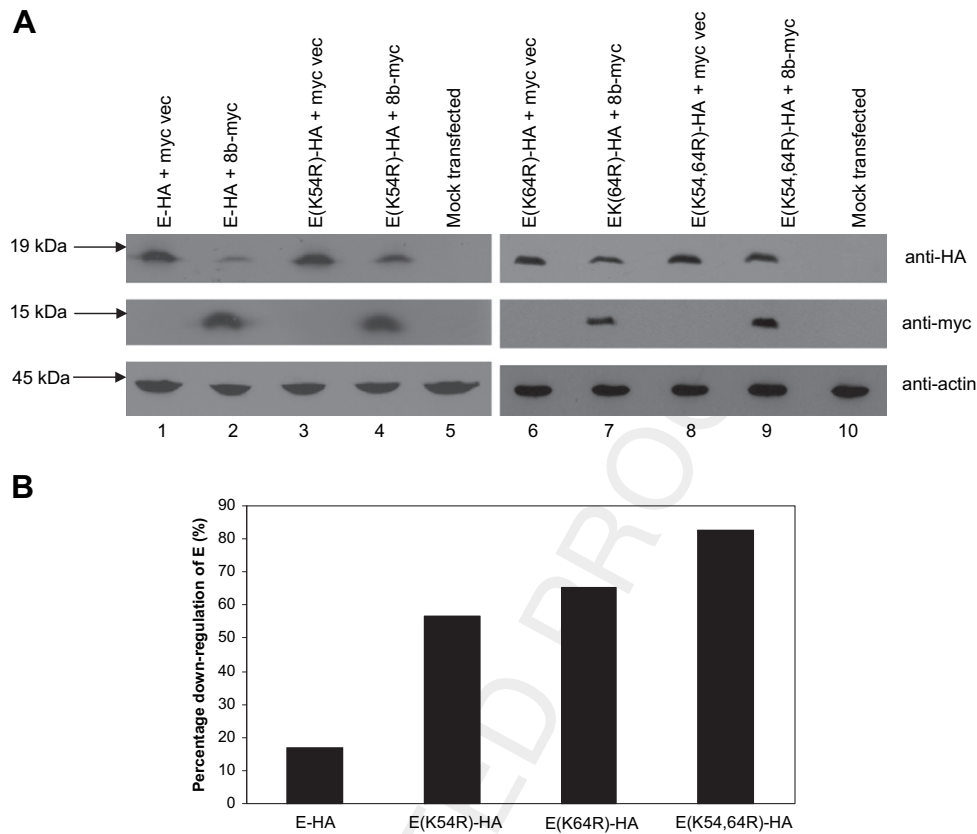 A
E-HA + myc vec
E-HA + 8b-myc
E(K54R)-HA + myc vec
E(K54R)-HA + 8b-myc
Mock transfected
E(K64R)-HA + myc vec
EK(64R)-HA + 8b-myc
E(K54,64R)-HA + myc vec
E(K54,64R)-HA + 8b-myc
Mock transfected
19 kDa
anti-HA
15 kDa
anti-myc
45 kDa
anti-actin
1 2 3 4 5 6 7 8 9 10
B
Percentage down-regulation of E (%)
90
80
70
60
50
40
30
20
10
0
E-HA E(K54R)-HA E(K64R)-HA E(K54,64R)-HA